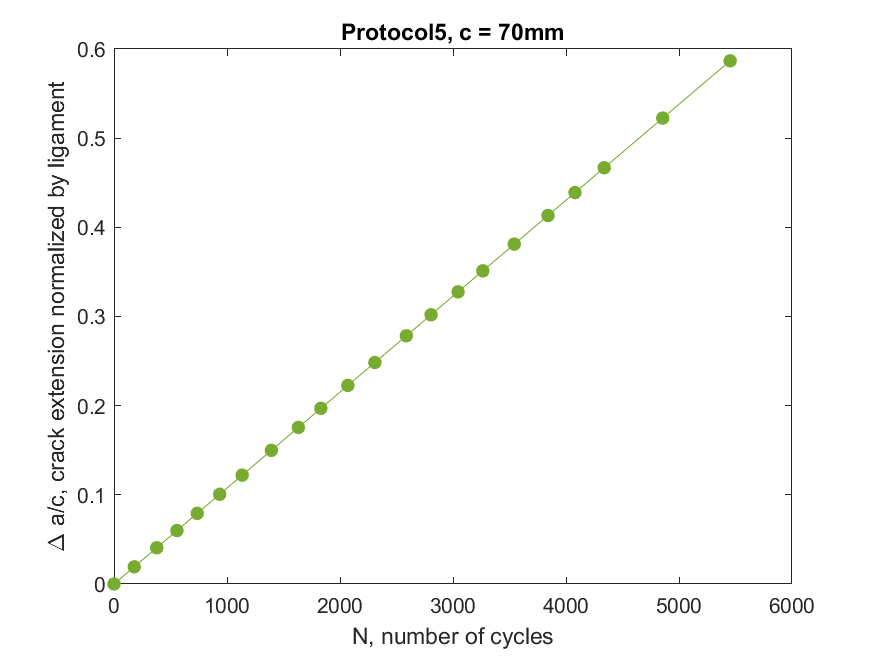 Protocol5, c = 70mm
0.6
0.5
0.4
0.3
0.2
0.1
0
Δ a/c, crack extension normalized by ligament
0 1000 2000 3000 4000 5000 6000
N, number of cycles